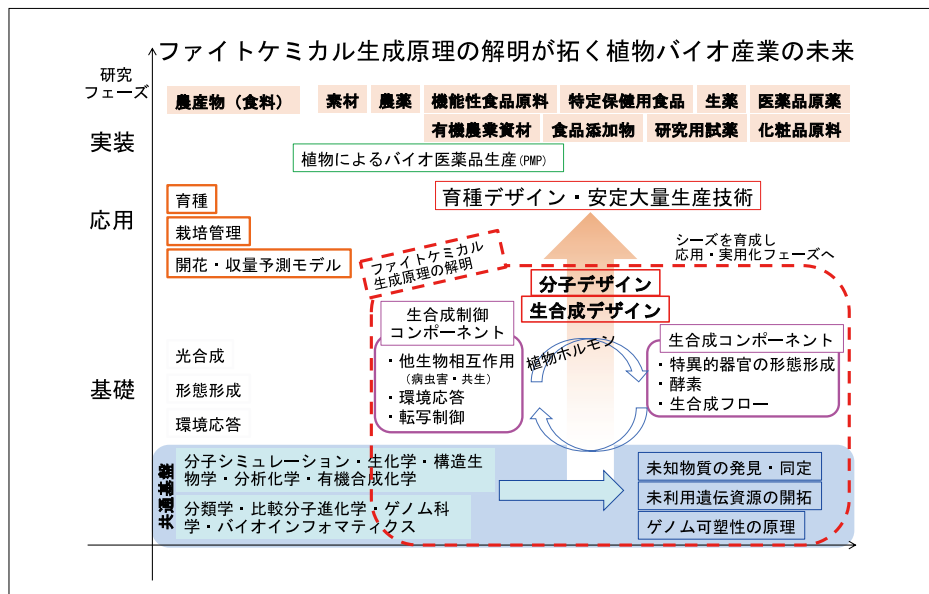 ファイトケミカル生成原理の解明が拓く植物バイオ産業の未来
研究
フェーズ
農産物（食料）
素材
農薬
機能性食品原料
特定保健用食品
生薬
医薬品原薬
有機農業資材
食品添加物
研究用試薬
化粧品原料
実装
植物によるバイオ医薬品生産(PMP)
育種デザイン・安定大量生産技術
応用
育種
栽培管理
開花・収量予測モデル
ファイトケミカル
生成原理の解明
シーズを育成し
応用・実用化フェーズへ
分子デザイン
生合成デザイン
生合成制御
コンポーネント
・他生物相互作用
（病虫害・共生）
・環境応答
・転写制御
植物ホルモン
生合成コンポーネント
・特異的器官の形態形成
・酵素
・生合成フロー
基礎
光合成
形態形成
環境応答
共通基盤
分子シミュレーション・生化学・構造生
物学・分析化学・有機合成化学
分類学・比較分子進化学・ゲノム科
学・バイオインフォマティクス
未知物質の発見・同定
未利用遺伝資源の開拓
ゲノム可塑性の原理